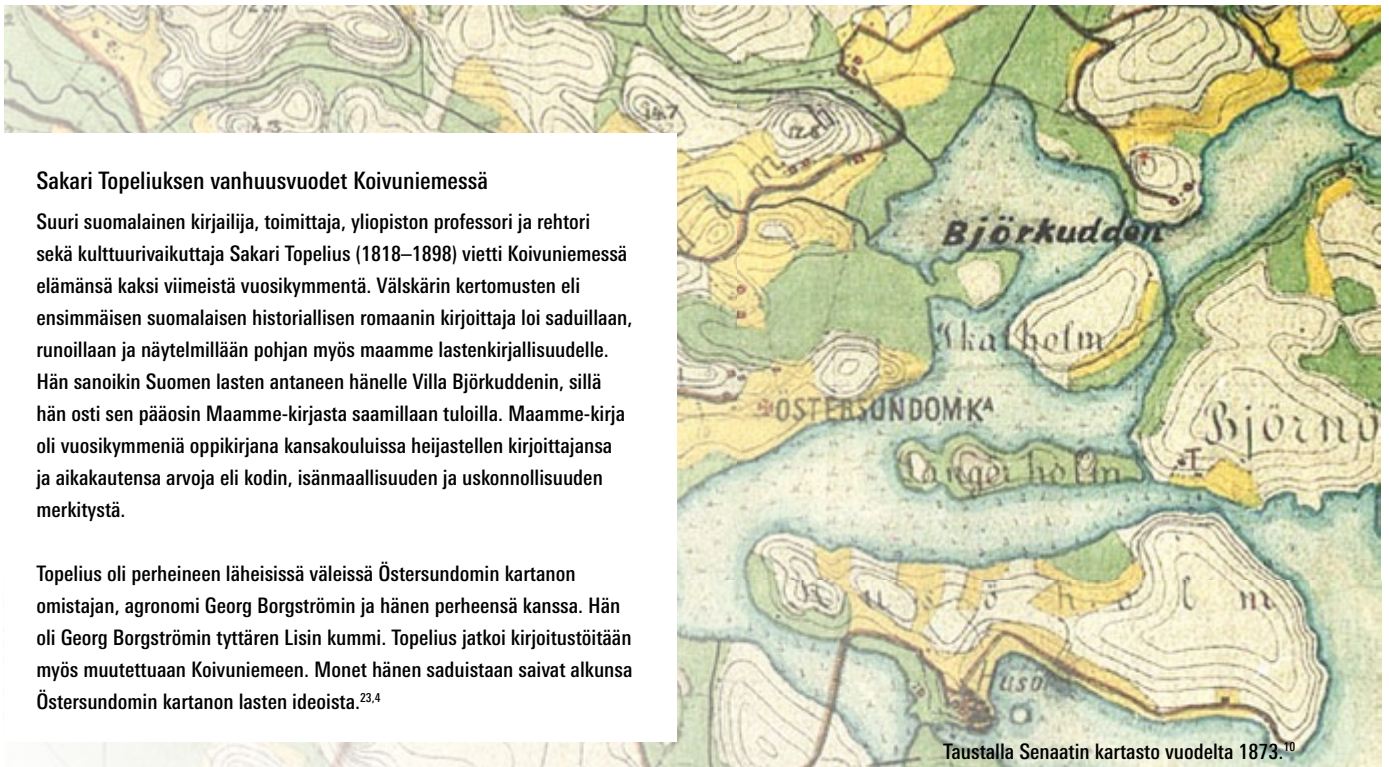 Sakari Topeliuksen vanhuusvuodet Koivuniemessä
Suuri suomalainen kirjailija, toimittaja, yliopiston professori ja rehtori
sekä kulttuurivaikuttaja Sakari Topelius (1818–1898) vietti Koivuniemessä
elämänsä kaksi viimeistä vuosikymmentä. Välskärin kertomusten eli
ensimmäisen suomalaisen historiallisen romaanin kirjoittaja loi saduillaan,
runoillaan ja näytelmillään pohjan myös maamme lastenkirjallisuudelle.
Hän sanoikin Suomen lasten antaneen hänelle Villa Björkuddenin, sillä
hän osti sen pääosin Maamme-kirjasta saamillaan tuloilla. Maamme-kirja
oli vuosikymmeniä oppikirjana kansakouluissa heijastellen kirjoittajansa
ja aikakautensa arvoja eli kodin, isänmaallisuuden ja uskonnollisuuden
merkitystä.
Topelius oli perheineen läheisissä väleissä Östersundomin kartanon
omistajan, agronomi Georg Borgströmin ja hänen perheensä kanssa. Hän
oli Georg Borgströmin tyttären Lisin kummi. Topelius jatkoi kirjoitustöitään
myös muutettuaan Koivuniemeen. Monet hänen saduistaan saivat alkunsa
Östersundomin kartanon lasten ideoista.23,4
14.7
Björkudden
Skatholm
ÖSTERSUNDOM KA
Björnö
Långörholm
Husöholm
Husö
Taustalla Senaatin kartasto vuodelta 1873.10